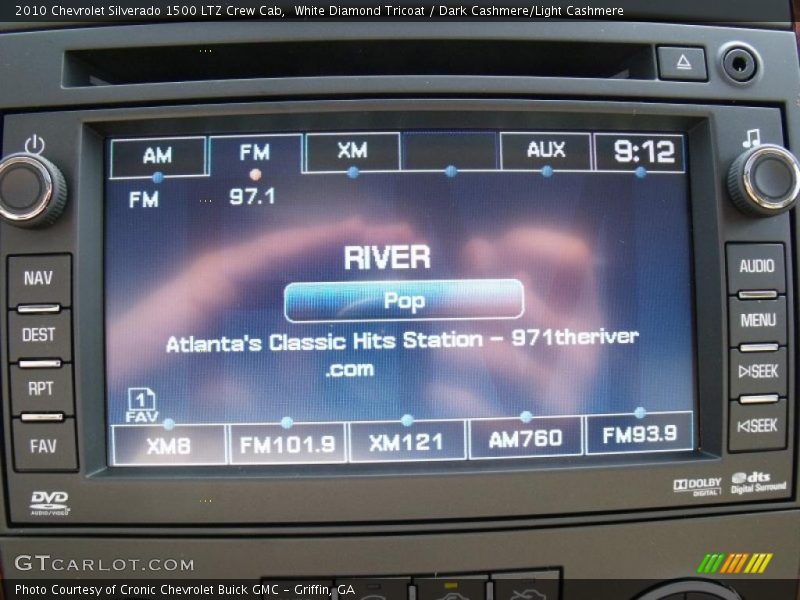 2010 Chevrolet Silverado 1500 LTZ Crew Cab,  White Diamond Tricoat / Dark Cashmere/Light Cashmere
AM FM XM AUX 9:12
FM 97.1
RIVER
Pop
Atlanta's Classic Hits Station - 971theriver
.com
1
FAV
XM8 FM101.9 XM121 AM760 FM93.9
NAV
DEST
RPT
FAV
AUDIO
MENU
SEEK
SEEK
DVD
AUDIO/VIDEO
DOLBY
DIGITAL
dts
Digital Surround
GTCARLOT.COM
Photo Courtesy of Cronic Chevrolet Buick GMC - Griffin, GA